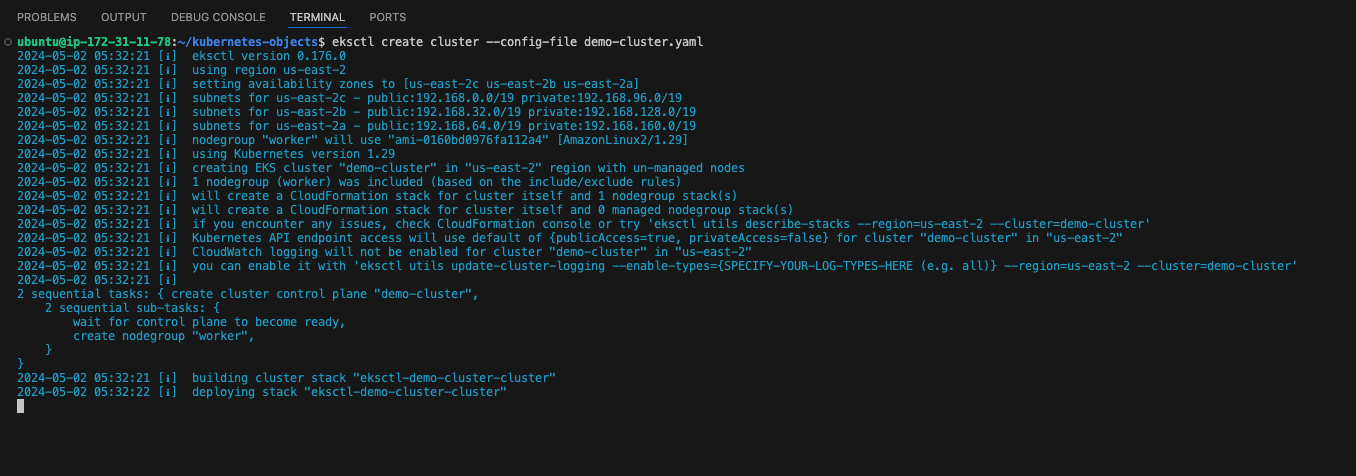 PROBLEMS OUTPUT DEBUG CONSOLE TERMINAL PORTS
ubuntu@ip-172-31-11-78:~/kubernetes-objects$ eksctl create cluster --config-file demo-cluster.yaml
2024-05-02 05:32:21 [ℹ]  eksctl version 0.176.0
2024-05-02 05:32:21 [ℹ]  using region us-east-2
2024-05-02 05:32:21 [ℹ]  setting availability zones to [us-east-2c us-east-2b us-east-2a]
2024-05-02 05:32:21 [ℹ]  subnets for us-east-2c - public:192.168.0.0/19 private:192.168.96.0/19
2024-05-02 05:32:21 [ℹ]  subnets for us-east-2b - public:192.168.32.0/19 private:192.168.128.0/19
2024-05-02 05:32:21 [ℹ]  subnets for us-east-2a - public:192.168.64.0/19 private:192.168.160.0/19
2024-05-02 05:32:21 [ℹ]  nodegroup "worker" will use "ami-0160bd0976fa112a4" [AmazonLinux2/1.29]
2024-05-02 05:32:21 [ℹ]  using Kubernetes version 1.29
2024-05-02 05:32:21 [ℹ]  creating EKS cluster "demo-cluster" in "us-east-2" region with un-managed nodes
2024-05-02 05:32:21 [ℹ]  1 nodegroup (worker) was included (based on the include/exclude rules)
2024-05-02 05:32:21 [ℹ]  will create a CloudFormation stack for cluster itself and 1 nodegroup stack(s)
2024-05-02 05:32:21 [ℹ]  will create a CloudFormation stack for cluster itself and 0 managed nodegroup stack(s)
2024-05-02 05:32:21 [ℹ]  if you encounter any issues, check CloudFormation console or try 'eksctl utils describe-stacks --region=us-east-2 --cluster=demo-cluster'
2024-05-02 05:32:21 [ℹ]  Kubernetes API endpoint access will use default of {publicAccess=true, privateAccess=false} for cluster "demo-cluster" in "us-east-2"
2024-05-02 05:32:21 [ℹ]  CloudWatch logging will not be enabled for cluster "demo-cluster" in "us-east-2"
2024-05-02 05:32:21 [ℹ]  you can enable it with 'eksctl utils update-cluster-logging --enable-types={SPECIFY-YOUR-LOG-TYPES-HERE (e.g. all)} --region=us-east-2 --cluster=demo-cluster'
2024-05-02 05:32:21 [ℹ]
2 sequential tasks: { create cluster control plane "demo-cluster",
    2 sequential sub-tasks: {
        wait for control plane to become ready,
        create nodegroup "worker",
    }
}
2024-05-02 05:32:21 [ℹ]  building cluster stack "eksctl-demo-cluster-cluster"
2024-05-02 05:32:22 [ℹ]  deploying stack "eksctl-demo-cluster-cluster"